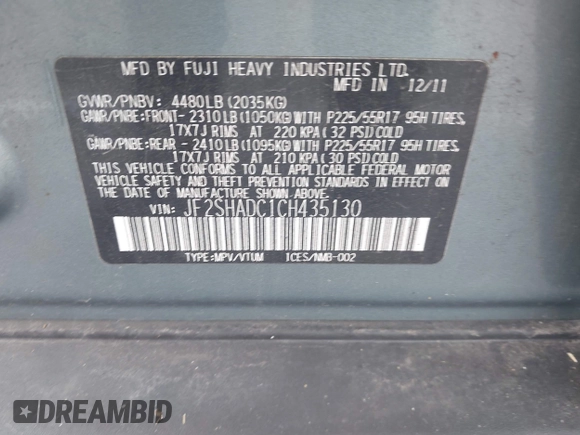 MFD BY FUJI HEAVY INDUSTRIES LTD.
MFD. IN 12/11
GVWR/PNBV: 4480LB (2035KG)
GAWR/PNBE:FRONT- 2310LB (1050KG) WITH P225/55R17 95H TIRES,
17X7J RIMS AT 220 KPA (32 PSI) COLD
GAWR/PNBE:REAR - 2410LB (1095KG) WITH P225/55R17 95H TIRES,
17X7J RIMS AT 210 KPA (30 PSI) COLD
THIS VEHICLE CONFORMS TO ALL APPLICABLE FEDERAL MOTOR
VEHICLE SAFETY AND THEFT PREVENTION STANDARDS IN EFFECT ON
THE DATE OF MANUFACTURE SHOWN ABOVE.
VIN: JF2SHADC1CH435130
TYPE:MPV/VTUM ICES/NMB-002
DREAMBID